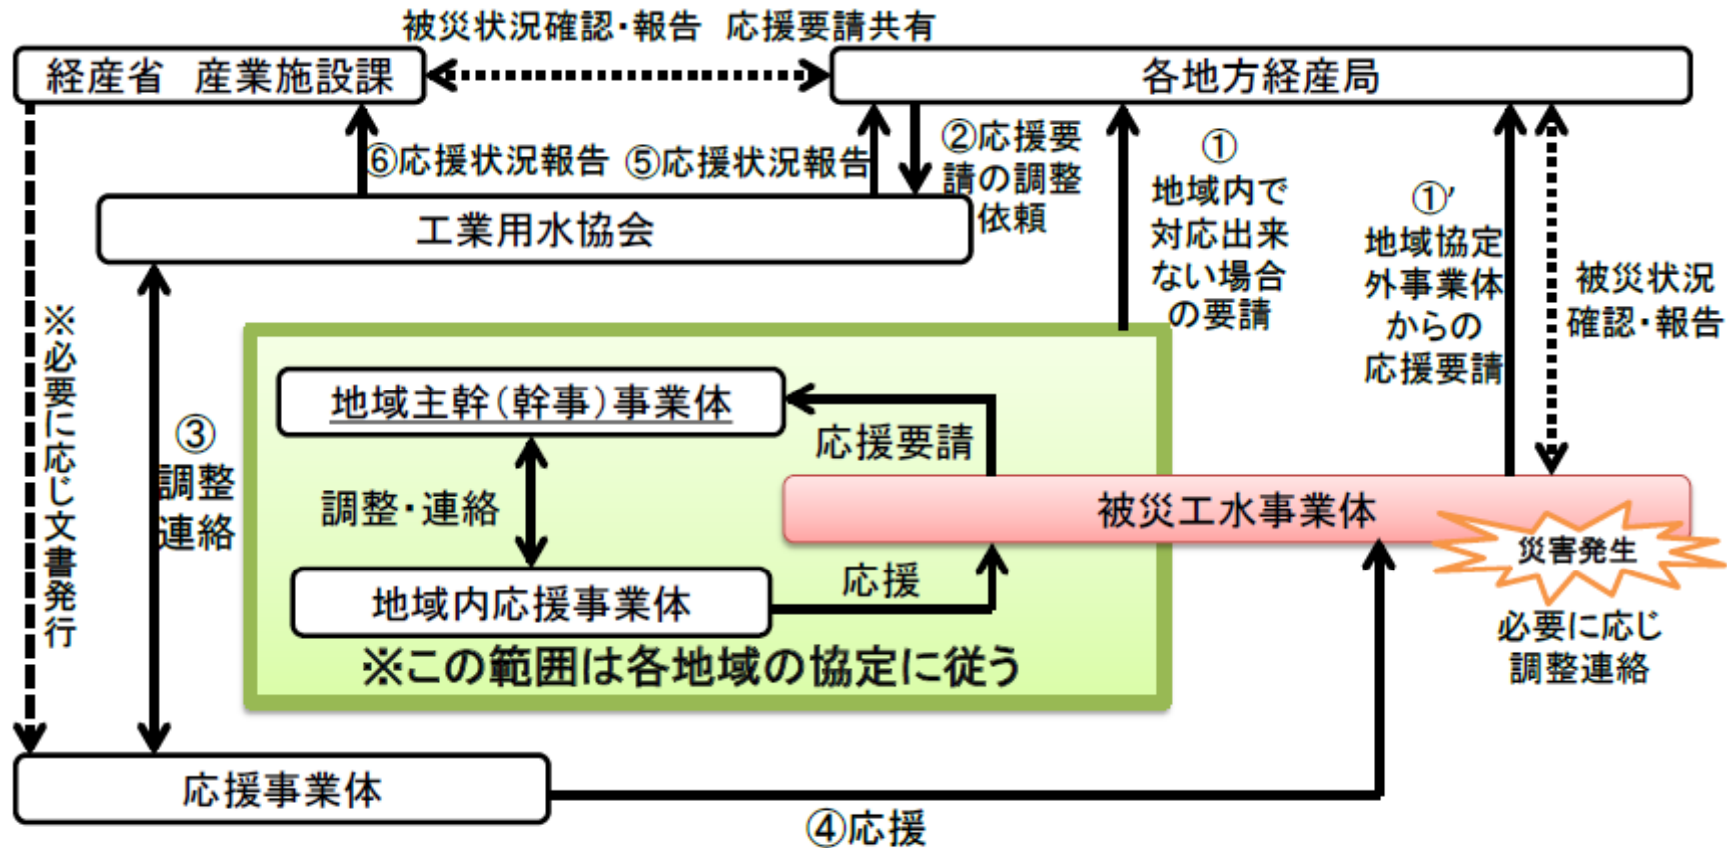 被災状況確認・報告　応援要請共有
経産省　産業施設課
各地方経産局
⑥応援状況報告
⑤応援状況報告
②応援要
請の調整
依頼
①
地域内で
対応出来
ない場合
の要請
①’
地域協定
外事業体
からの
応援要請
被災状況
確認・報告
工業用水協会
※必要に応じ文書発行
③
調整
連絡
地域主幹(幹事)事業体
応援要請
調整・連絡
被災工水事業体
災害発生
地域内応援事業体
応援
必要に応じ
調整連絡
※この範囲は各地域の協定に従う
応援事業体
④応援